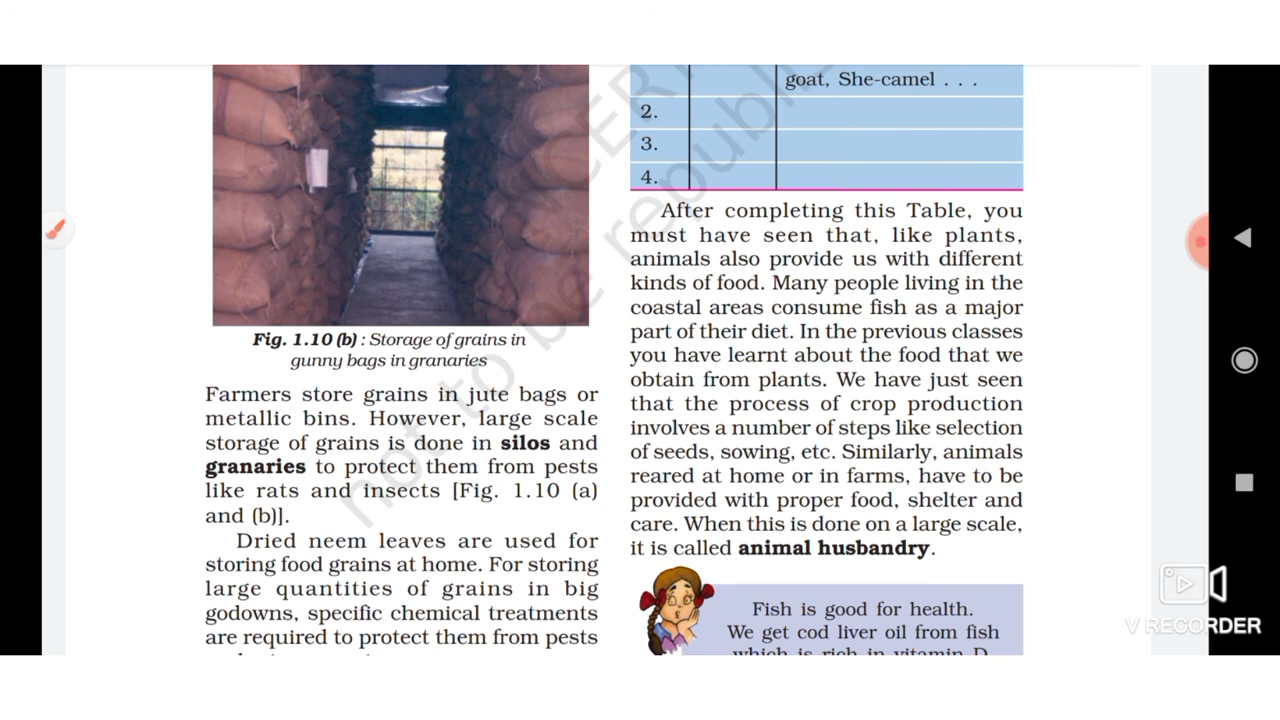 Fig. 1.10 (b) : Storage of grains in
gunny bags in granaries
Farmers store grains in jute bags or
metallic bins. However, large scale
storage of grains is done in silos and
granaries to protect them from pests
like rats and insects [Fig. 1.10 (a)
and (b)].
Dried neem leaves are used for
storing food grains at home. For storing
large quantities of grains in big
godowns, specific chemical treatments
are required to protect them from pests
goat, She-camel . . .
2.
3.
4.
After completing this Table, you
must have seen that, like plants,
animals also provide us with different
kinds of food. Many people living in the
coastal areas consume fish as a major
part of their diet. In the previous classes
you have learnt about the food that we
obtain from plants. We have just seen
that the process of crop production
involves a number of steps like selection
of seeds, sowing, etc. Similarly, animals
reared at home or in farms, have to be
provided with proper food, shelter and
care. When this is done on a large scale,
it is called animal husbandry.
Fish is good for health.
We get cod liver oil from fish
which is rich in vitamin D.
not to be republi
V RECORDER